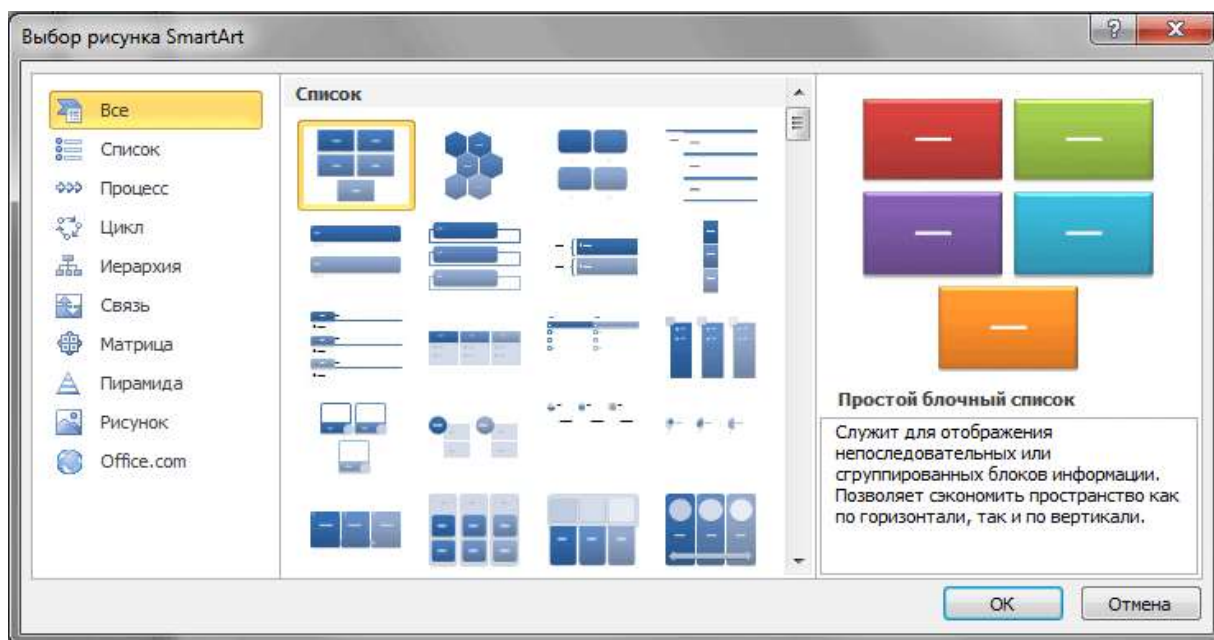 Выбор рисунка SmartArt
Все
Список
Процесс
Цикл
Иерархия
Связь
Матрица
Пирамида
Рисунок
Office.com
Список
Простой блочный список
Служит для отображения
непоследовательных или
сгруппированных блоков информации.
Позволяет сэкономить пространство как
по горизонтали, так и по вертикали.
ОК
Отмена